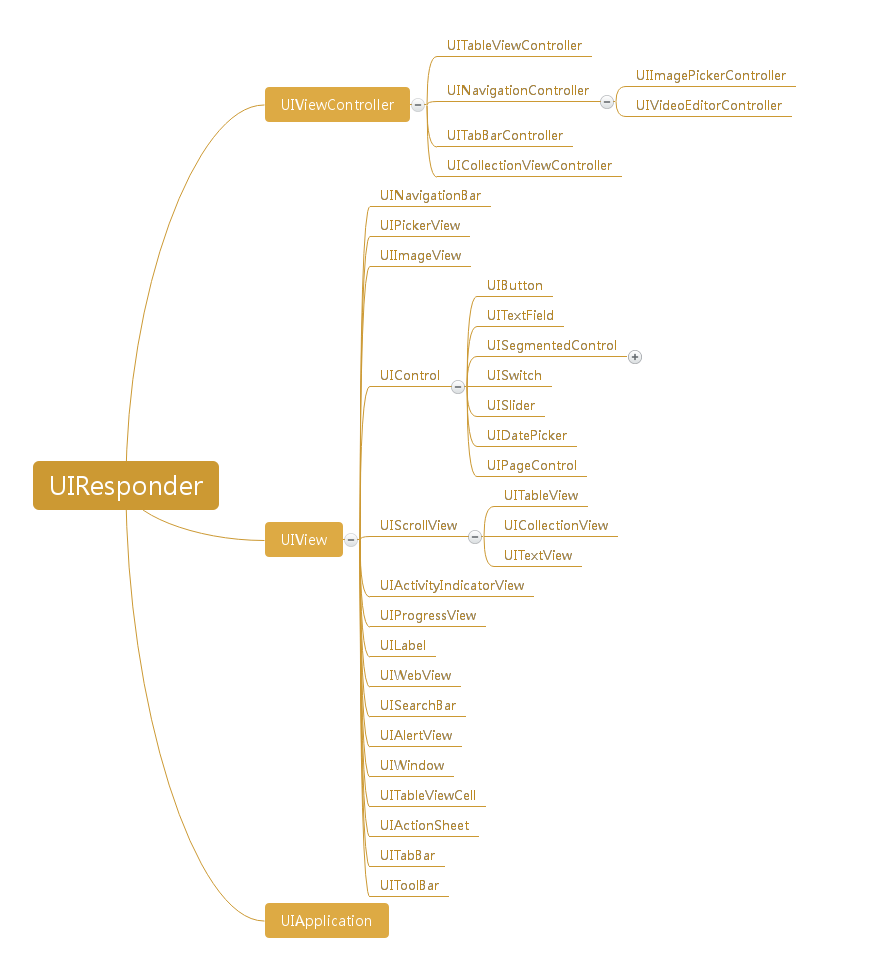 UITableViewController
UIImagePickerController
UINavigationController
UIViewController
UIVideoEditorController
UITabBarController
UICollectionViewController
UINavigationBar
UIPickerView
UIImageView
UIButton
UITextField
UISegmentedControl
UIControl
UISwitch
UISlider
UIDatePicker
UIPageControl
UIResponder
UITableView
UIScrollView
UICollectionView
UIView
UITextView
UIActivityIndicatorView
UIProgressView
UILabel
UIWebView
UISearchBar
UIAlertView
UIWindow
UITableViewCell
UIActionSheet
UITabBar
UIToolBar
UIApplication